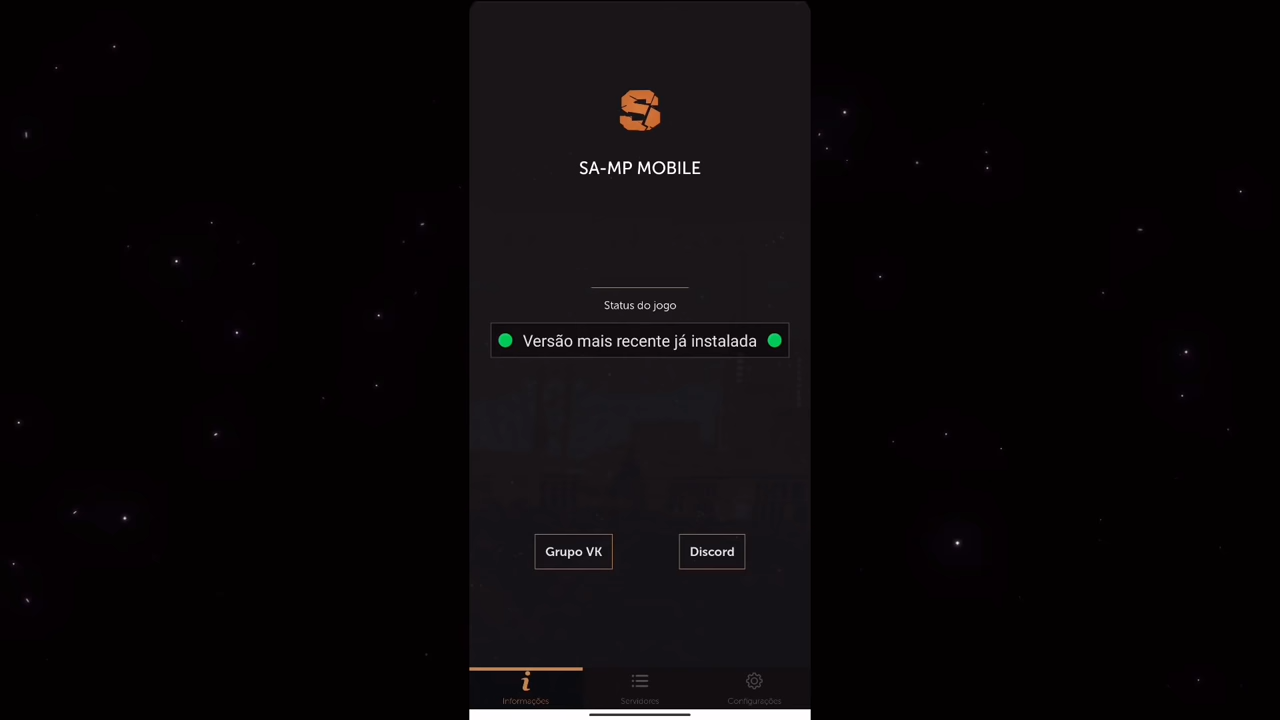 SA-MP MOBILE
Status do jogo
Versão mais recente já instalada
Grupo VK
Discord
Informações
Servidores
Configurações